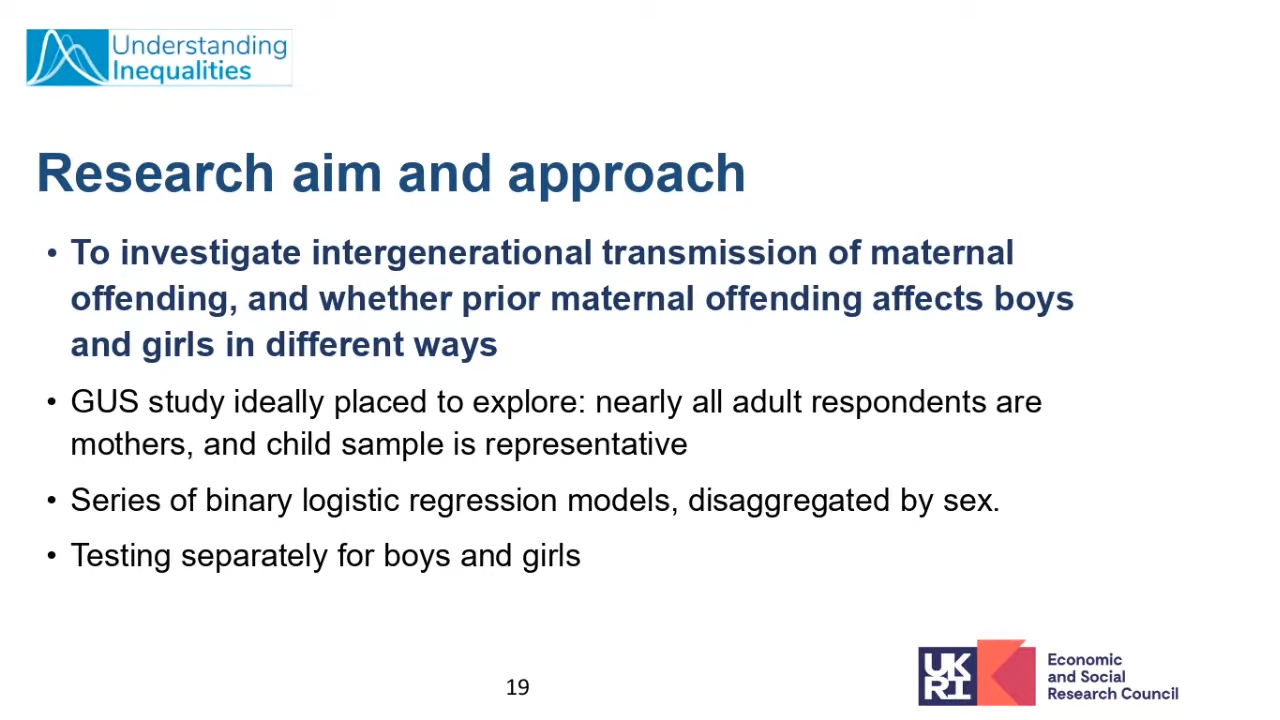 Understanding
Inequalities
Research aim and approach
• To investigate intergenerational transmission of maternal
offending, and whether prior maternal offending affects boys
and girls in different ways
• GUS study ideally placed to explore: nearly all adult respondents are
mothers, and child sample is representative
• Series of binary logistic regression models, disaggregated by sex.
• Testing separately for boys and girls
19
UK
RI
Economic
and Social
Research Council